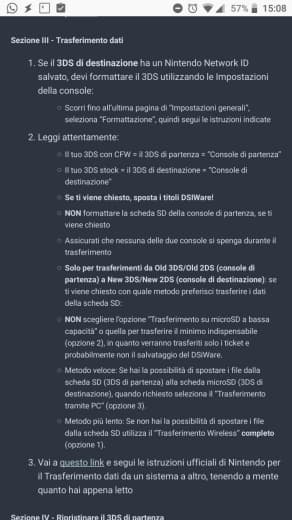 57% 15:08
Sezione III - Trasferimento dati
1. Se il 3DS di destinazione ha un Nintendo Network ID
salvato, devi formattare il 3DS utilizzando le Impostazioni
della console:
○ Scorri fino all'ultima pagina di "Impostazioni generali",
seleziona "Formattazione", quindi segui le istruzioni indicate
2. Leggi attentamente:
○ Il tuo 3DS con CFW = il 3DS di partenza = "Console di partenza"
○ Il tuo 3DS stock = il 3DS di destinazione = "Console di
destinazione"
○ Se ti viene chiesto, sposta i titoli DSIWare!
○ NON formattare la scheda SD della console di partenza, se ti
viene chiesto
○ Assicurati che nessuna delle due console si spenga durante il
trasferimento
○ Solo per trasferimenti da Old 3DS/Old 2DS (console di
partenza) a New 3DS/New 2DS (console di destinazione): se
ti viene chiesto con quale metodo preferisci trasferire i dati
della scheda SD:
○ NON scegliere l'opzione "Trasferimento su microSD a bassa
capacità" o quella per trasferire il minimo indispensabile
(opzione 2), in quanto verranno trasferiti solo i ticket e
probabilmente non il salvataggio del DSiWare.
○ Metodo veloce: Se hai la possibilità di spostare i file dalla
scheda SD (3DS di partenza) alla scheda microSD (3DS di
destinazione), quando richiesto seleziona il "Trasferimento
tramite PC" (opzione 3).
○ Metodo più lento: Se non hai la possibilità di spostare i file
dalla scheda SD utilizza il "Trasferimento Wireless" completo
(opzione 1).
3. Vai a questo link e segui le istruzioni ufficiali di Nintendo per
il Trasferimento dati da un sistema a altro, tenendo a mente
quanto hai appena letto
Sezione IV - Ripristinare il 3DS di partenza